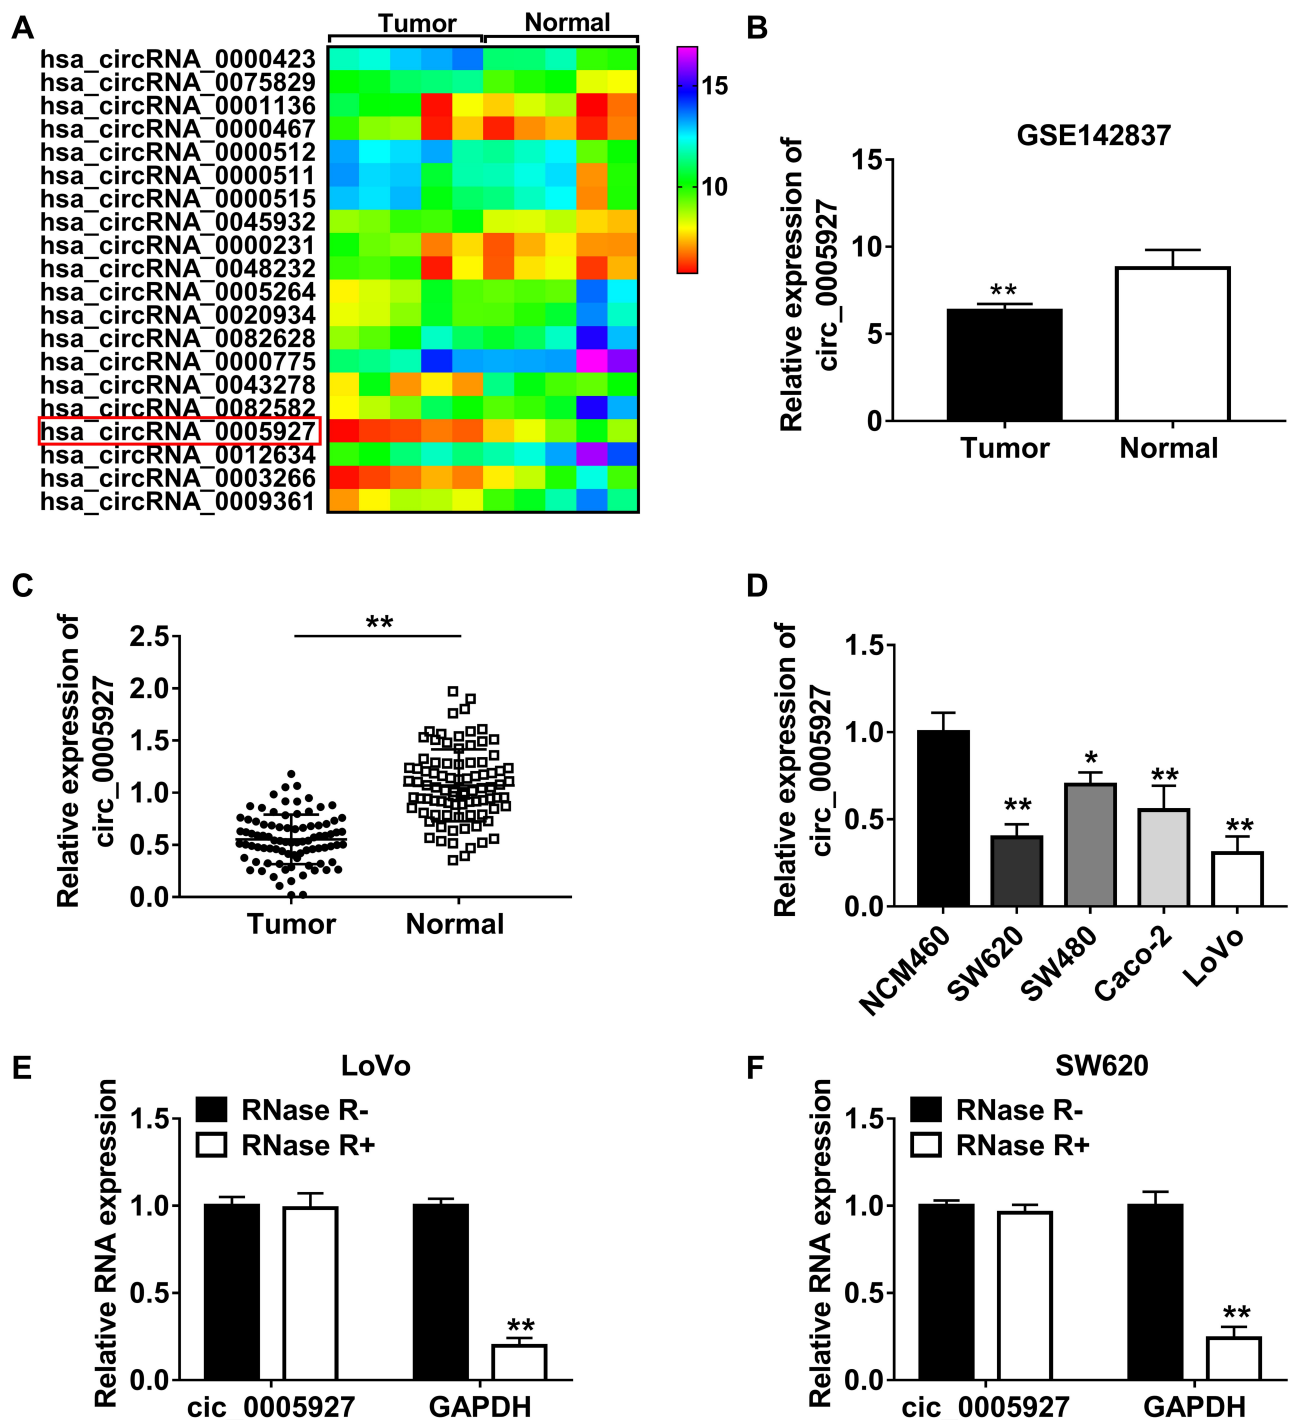 A
Tumor
Normal
hsa_circRNA_0000423
hsa_circRNA_0075829
hsa_circRNA_0001136
hsa_circRNA_0000467
hsa_circRNA_0000512
hsa_circRNA_0000511
hsa_circRNA_0000515
hsa_circRNA_0045932
hsa_circRNA_0000231
hsa_circRNA_0048232
hsa_circRNA_0005264
hsa_circRNA_0020934
hsa_circRNA_0082628
hsa_circRNA_0000775
hsa_circRNA_0043278
hsa_circRNA_0082582
hsa_circRNA_0005927
hsa_circRNA_0012634
hsa_circRNA_0003266
hsa_circRNA_0009361
15
10
B
GSE142837
Relative expression of
circ_0005927
15
10
5
0
**
Tumor
Normal
C
Relative expression of
circ_0005927
2.5
2.0
1.5
1.0
0.5
0.0
**
Tumor
Normal
D
Relative expression of
circ_0005927
1.5
1.0
0.5
0.0
**
*
**
**
NCM460
SW620
SW480
Caco-2
LoVo
E
LoVo
RNase R-
RNase R+
Relative RNA expression
1.5
1.0
0.5
0.0
**
cic_0005927
GAPDH
F
SW620
RNase R-
RNase R+
Relative RNA expression
1.5
1.0
0.5
0.0
**
cic_0005927
GAPDH